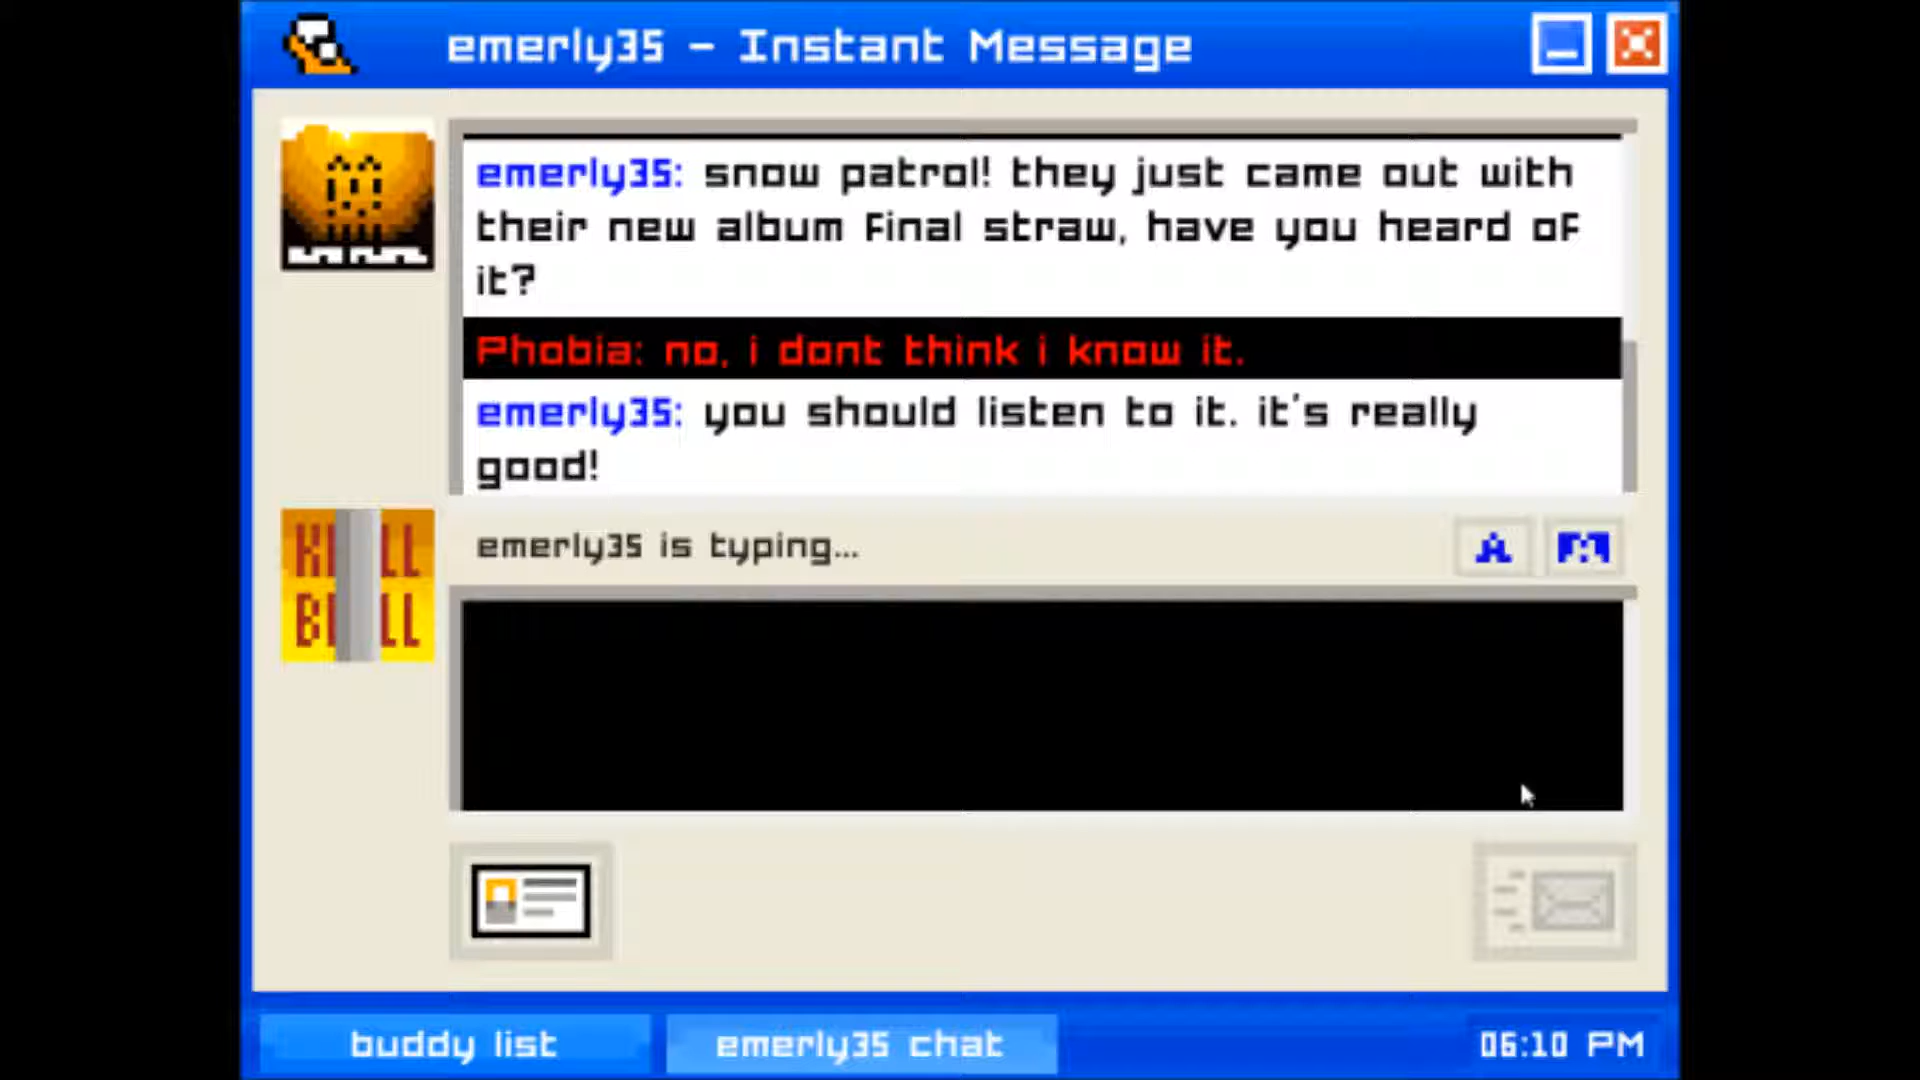 emerly35 - Instant Message
emerly35: snow patrol! they just came out with
their new album final straw, have you heard of
it?
Phobia: no, i dont think i know it.
emerly35: you should listen to it. it's really
good!
KILL
BILL
emerly35 is typing...
A
buddy list
emerly35 chat
06:10 PM